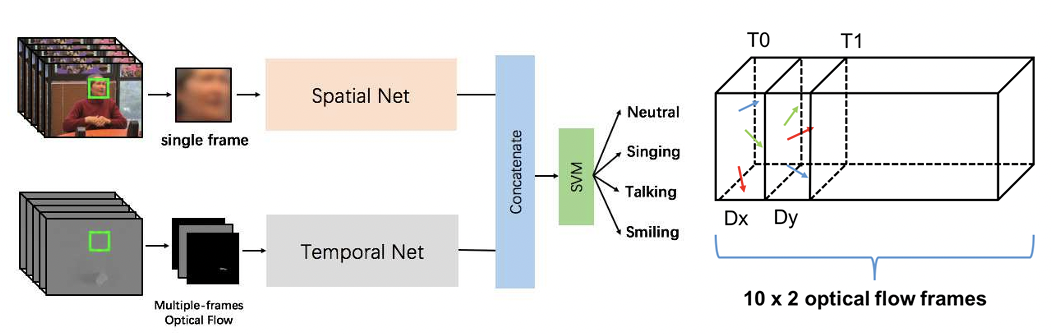 single frame
Spatial Net
Multiple-frames
Optical Flow
Temporal Net
Concatenate
SVM
Neutral
Singing
Talking
Smiling
T0 T1
Dx Dy
10 x 2 optical flow frames